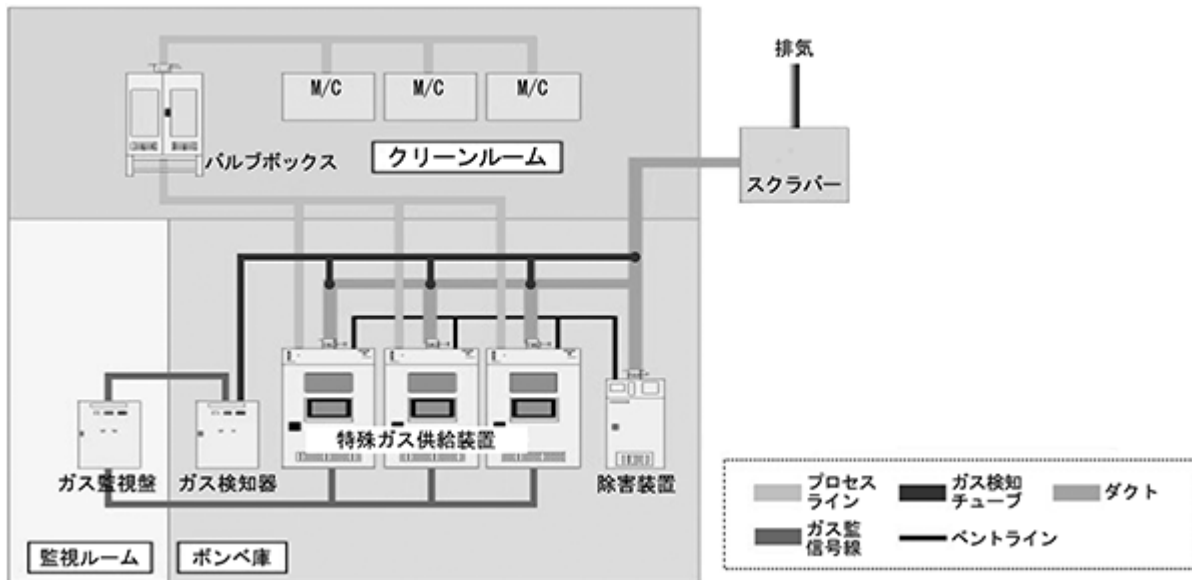 排気
M/C
M/C
M/C
バルブボックス
クリーンルーム
スクラバー
特殊ガス供給装置
ガス監視盤
ガス検知器
除害装置
監視ルーム
ボンベ庫
プロセス
ライン
ガス検知
チューブ
ダクト
ガス監
信号線
ベントライン